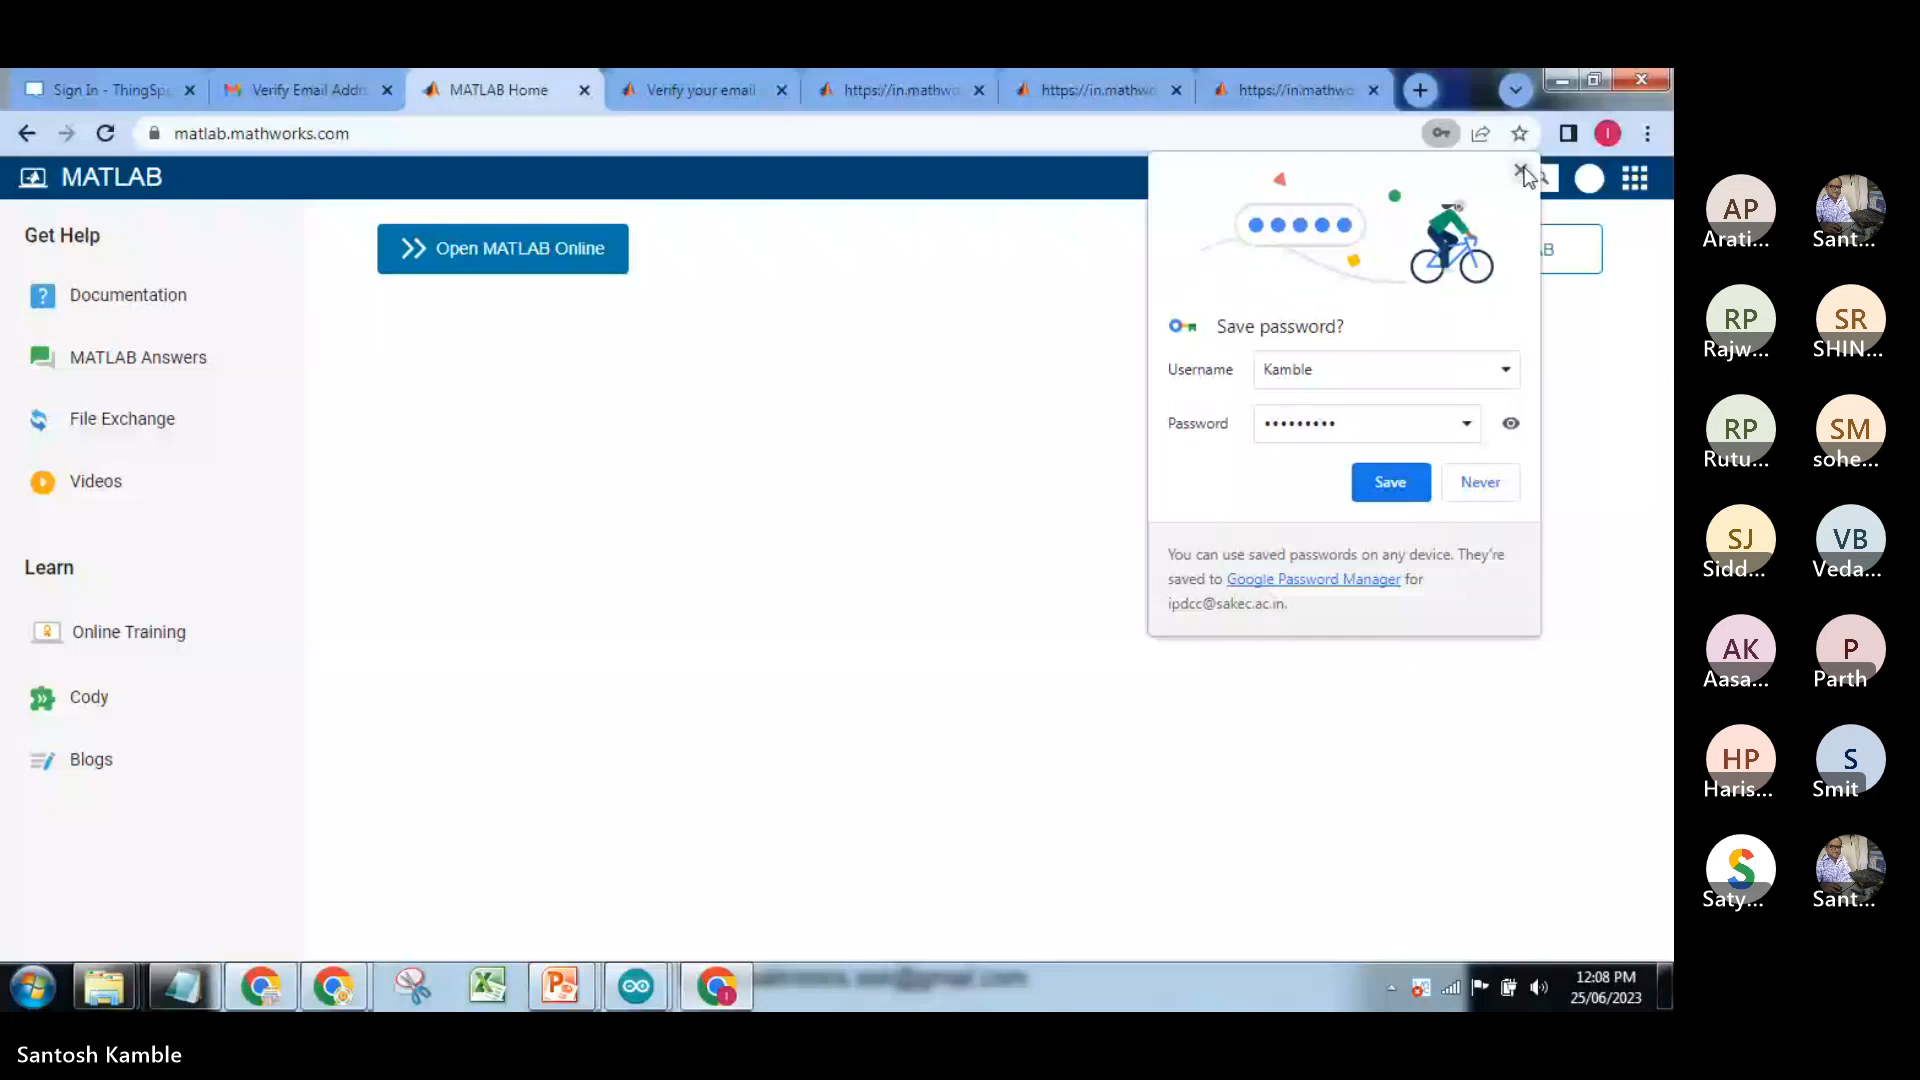 Sign In - ThingSp
Verify Email Addr
MATLAB Home
Verify your email
https://in.mathwo
https://in.mathwo
https://in.mathwo
matlab.mathworks.com
MATLAB
Get Help
Documentation
MATLAB Answers
File Exchange
Videos
Learn
Online Training
Cody
Blogs
Open MATLAB Online
AB
Save password?
Username
Kamble
Password
•••••••••
Save
Never
You can use saved passwords on any device. They're
saved to Google Password Manager for
ipdcc@sakec.ac.in.
12:08 PM
25/06/2023
AP
Arati...
Sant...
RP
Rajw...
SR
SHIN...
RP
Rutu...
SM
sohe...
SJ
Sidd...
VB
Veda...
AK
Aasa...
P
Parth
HP
Haris...
S
Smit
S
Saty...
Sant...
Santosh Kamble